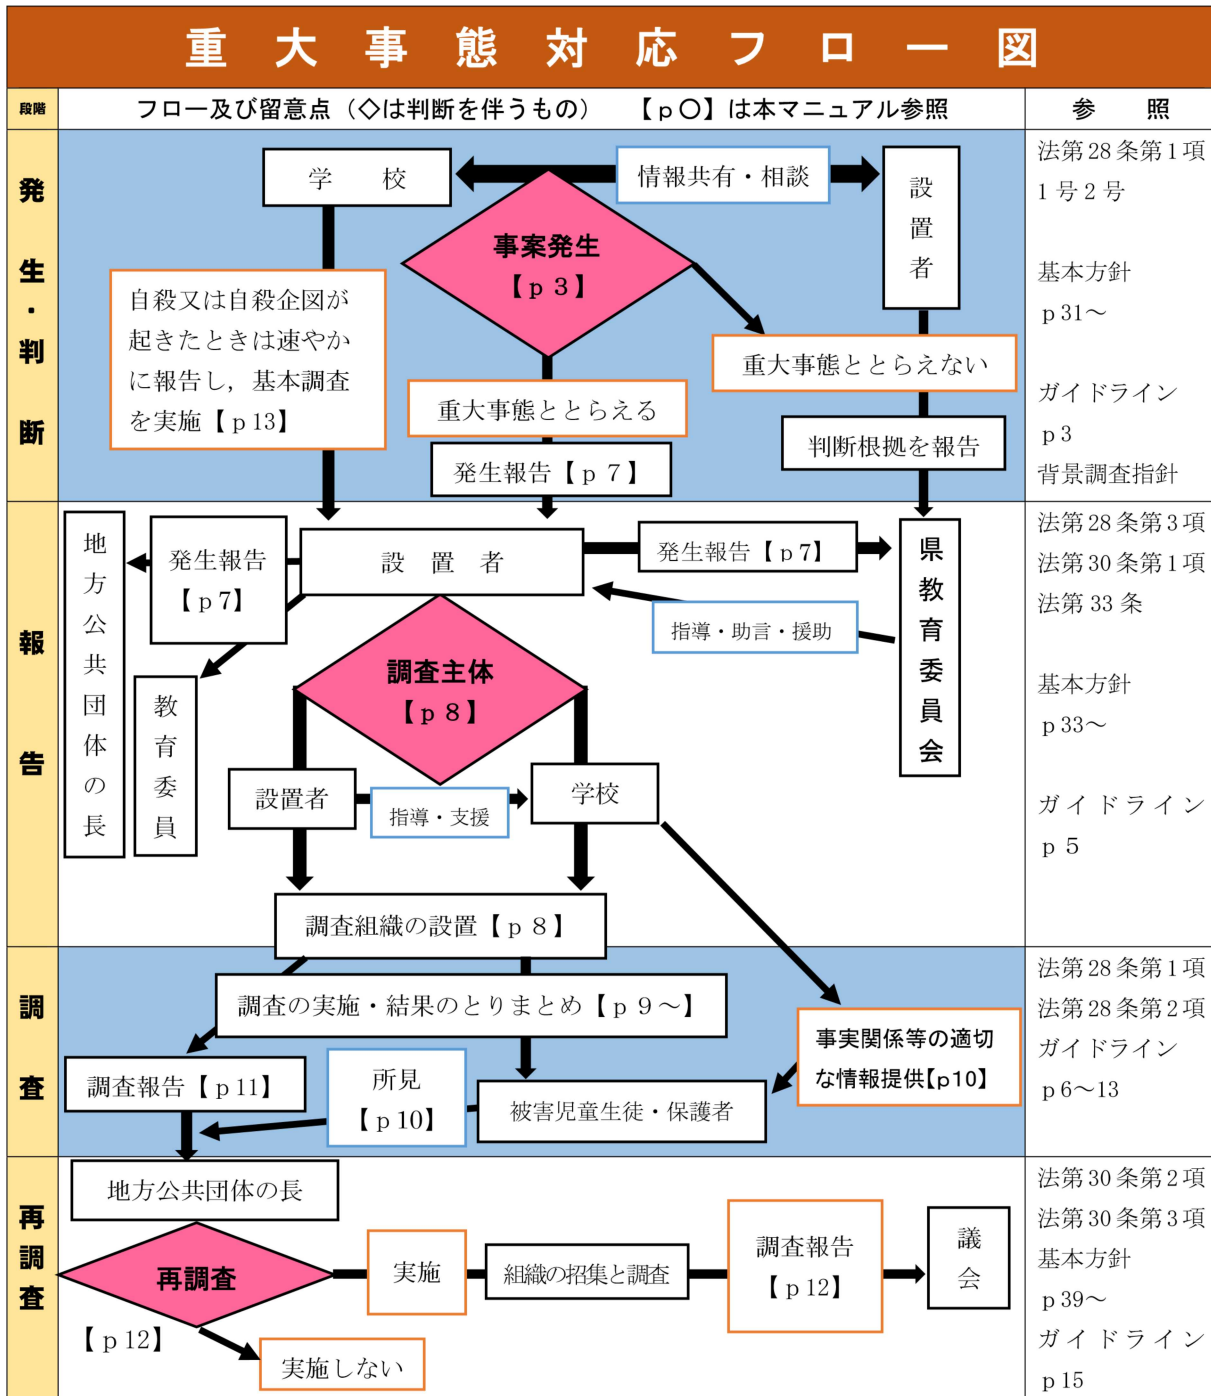 重大事態対応フロー図
段階
フロー及び留意点（◇は判断を伴うもの） 【ｐ〇】は本マニュアル参照
参 照
発生・判断
学 校
情報共有・相談
設置者
事案発生
【ｐ３】
自殺又は自殺企図が
起きたときは速やか
に報告し，基本調査
を実施【ｐ13】
重大事態ととらえない
重大事態ととらえる
判断根拠を報告
発生報告【ｐ７】
法第28条第１項
１号２号
基本方針
ｐ31～
ガイドライン
ｐ３
背景調査指針
報告
地方公共団体の長
発生報告
【ｐ7】
設 置 者
発生報告【ｐ7】
県教育委員会
指導・助言・援助
教育委員
調査主体
【ｐ８】
設置者
指導・支援
学校
調査組織の設置【ｐ８】
法第28条第３項
法第30条第１項
法第33条
基本方針
ｐ33～
ガイドライン
ｐ５
調査
調査の実施・結果のとりまとめ【ｐ９～】
事実関係等の適切
な情報提供【p10】
調査報告【ｐ11】
所見
【ｐ10】
被害児童生徒・保護者
法第28条第１項
法第28条第２項
ガイドライン
ｐ6～13
再調査
地方公共団体の長
再調査
【ｐ12】
実施
組織の招集と調査
調査報告
【ｐ12】
議会
実施しない
法第30条第２項
法第30条第３項
基本方針
ｐ39～
ガイドライン
ｐ15